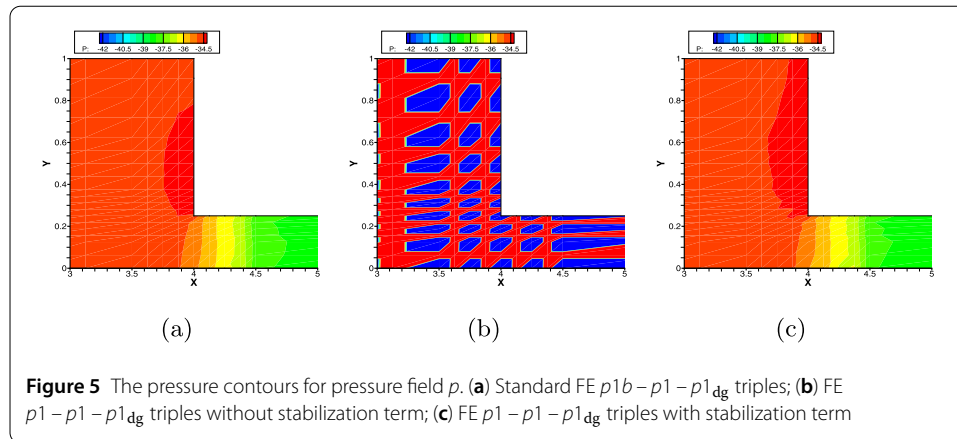 P: -42 -40.5 -39 -37.5 -36 -34.5
P: -42 -40.5 -39 -37.5 -36 -34.5
P: -42 -40.5 -39 -37.5 -36 -34.5
1
0.8
0.6
Y
0.4
0.2
0
3 3.5 4 4.5 5
X
1
0.8
0.6
Y
0.4
0.2
0
3 3.5 4 4.5 5
X
1
0.8
0.6
Y
0.4
0.2
0
3 3.5 4 4.5 5
X
(a) (b) (c)
Figure 5 The pressure contours for pressure field p. (a) Standard FE p1b – p1 – p1dg triples; (b) FE
p1 – p1 – p1dg triples without stabilization term; (c) FE p1 – p1 – p1dg triples with stabilization term